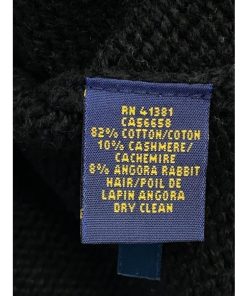 RN 41381
CA56658
82% COTTON/COTON
10% CASHMERE/
CACHEMIRE
8% ANGORA RABBIT
HAIR/POIL DE
LAPIN ANGORA
DRY CLEAN